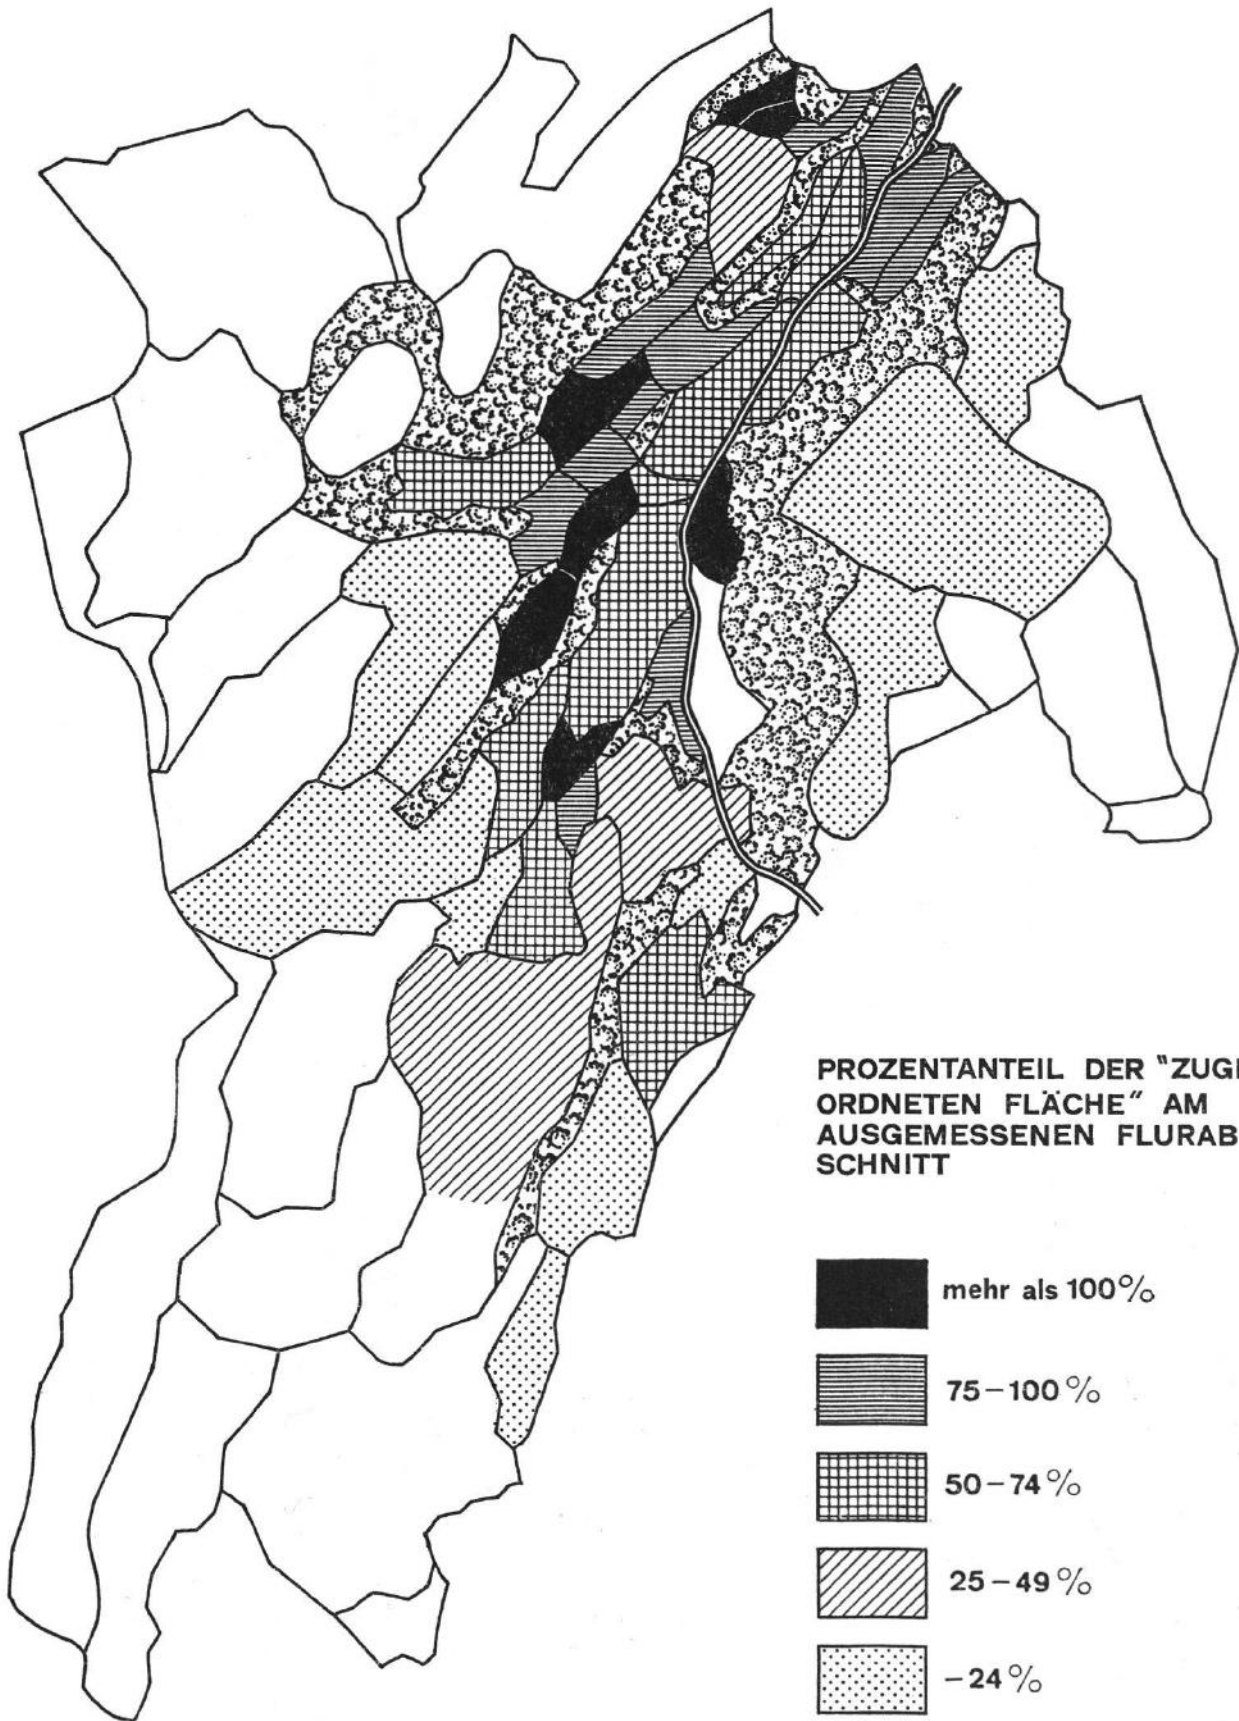 PROZENTANTEIL DER "ZUGE
ORDNETEN FLÄCHE" AM
AUSGEMESSENEN FLURAB
SCHNITT
mehr als 100%
75-100%
50-74%
25-49%
-24%